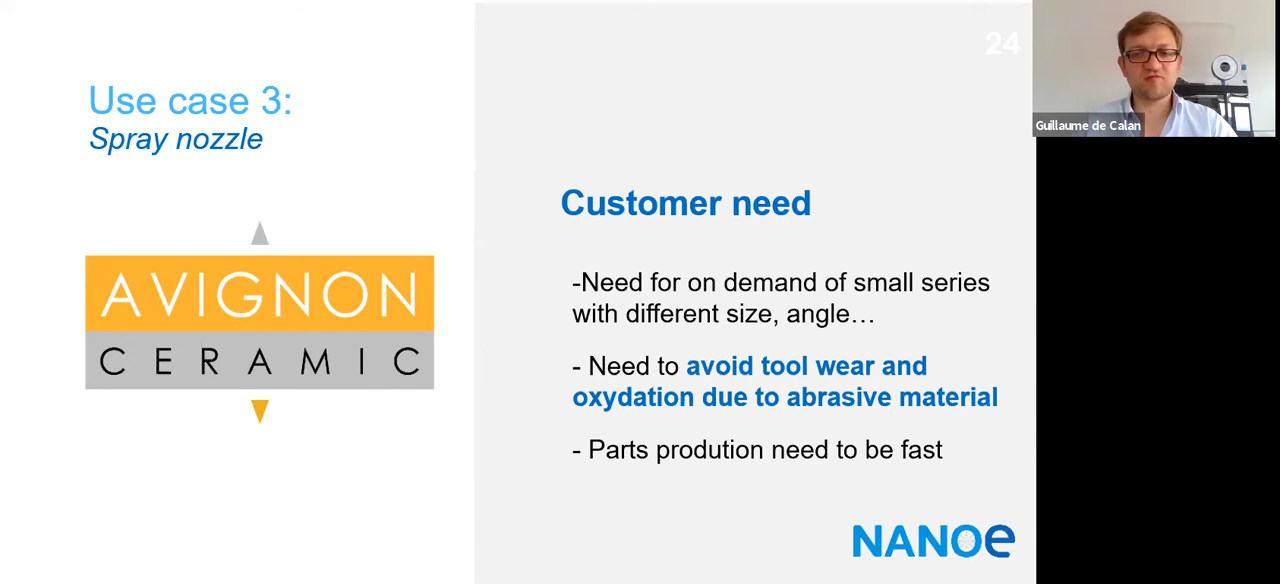 24
Use case 3:
Spray nozzle
AVIGNON
CERAMIC
Customer need
-Need for on demand of small series
with different size, angle…
- Need to avoid tool wear and
oxydation due to abrasive material
- Parts prodution need to be fast
NANOe
Guillaume de Calan